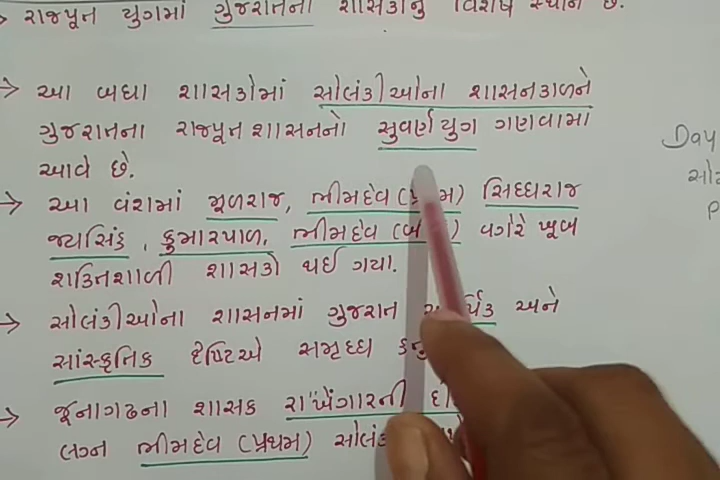 રાજપૂત યુગમાં ગુજરાતના શાસકોનું વિશેષ સ્થાન છે.
→ આ બધા શાસકોમાં સોલંકીઓના શાસનકાળને
ગુજરાતના રાજપૂત શાસનનો સુવર્ણયુગ ગણવામાં
આવે છે.
→ આ વંશમાં મૂળરાજ, ભીમદેવ (પ્રથમ) સિધ્ધરાજ
જયસિંહ, કુમારપાળ, ભીમદેવ વગેરે ખૂબ
શક્તિશાળી શાસકો થઈ ગયા.
→ સોલંકીઓના શાસનમાં ગુજરાત અને
સાંસ્કૃતિક દૃષ્ટિએ સમૃધ્ધ
→ જૂનાગઢના શાસક રા'ખેંગારની
લગ્ન ભીમદેવ (પ્રથમ)
Day